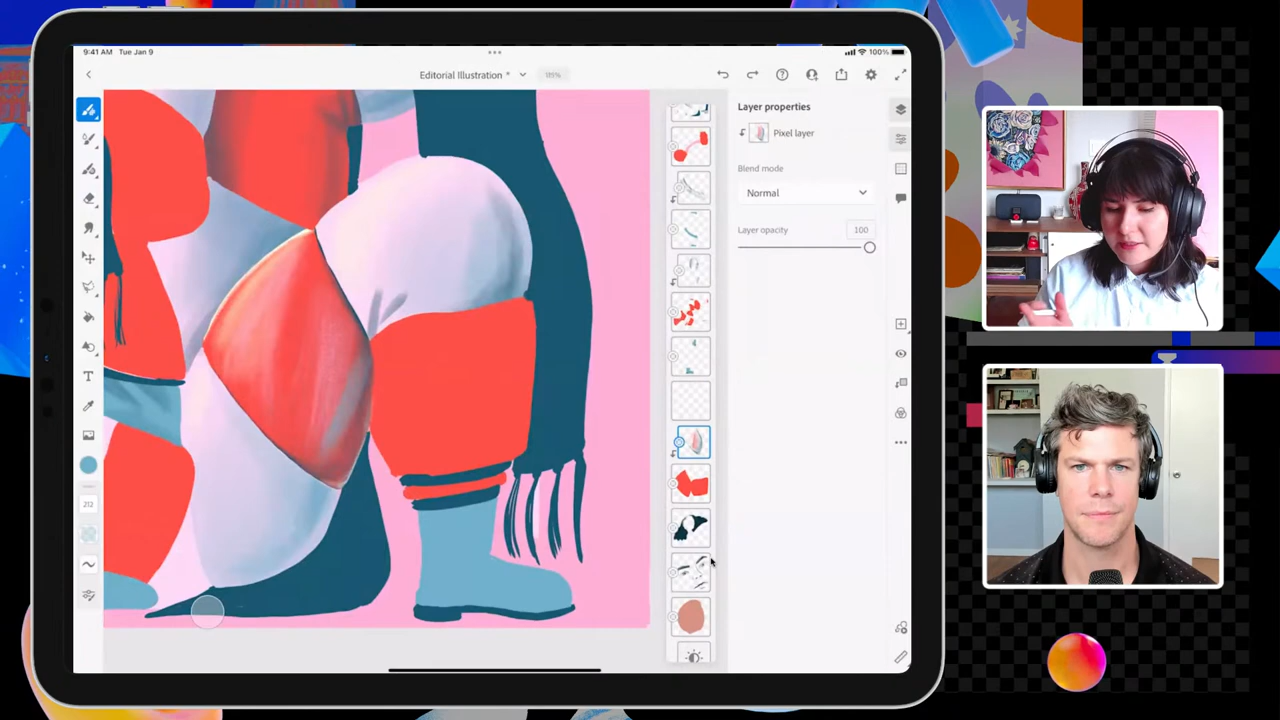 9:41 AM Tue Jan 9
100%
Editorial Illustration *
Layer properties
Pixel layer
Blend mode
Normal
Layer opacity
100
T
212